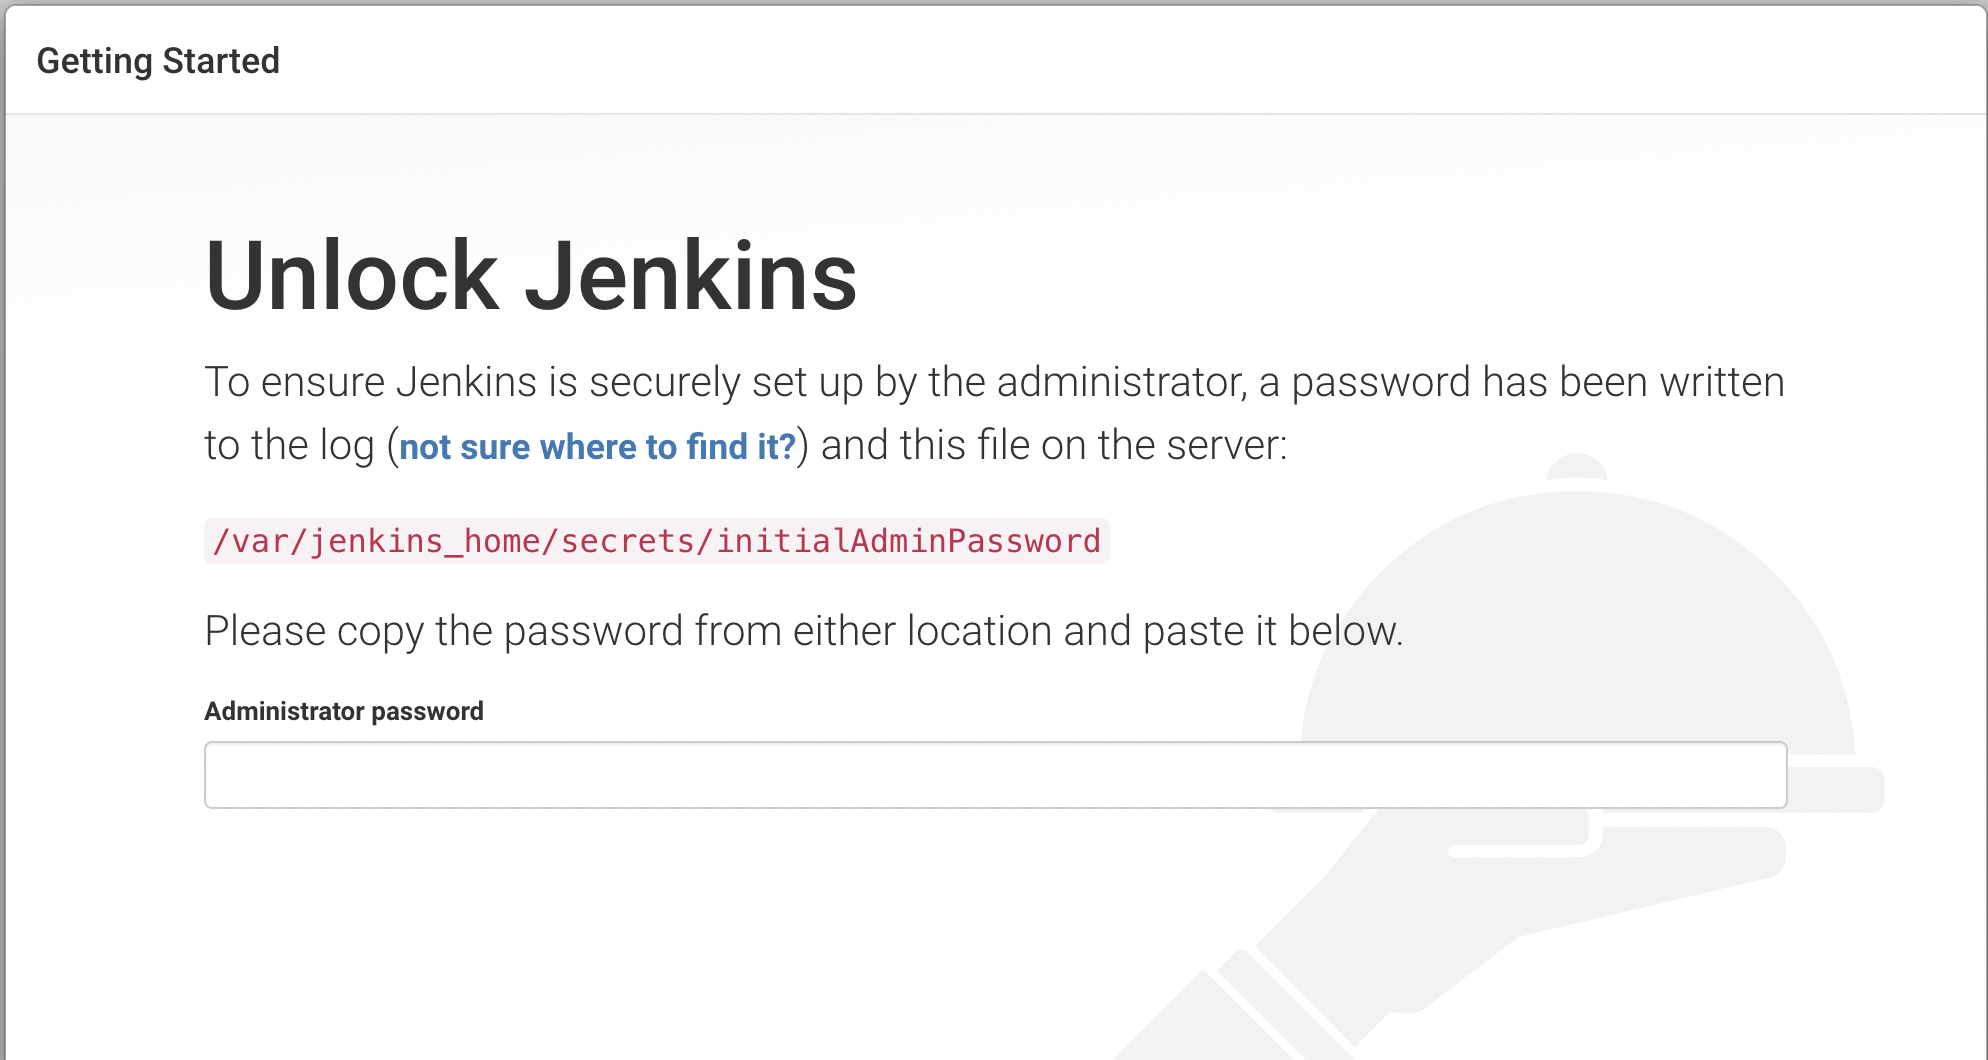 Getting Started
Unlock Jenkins
To ensure Jenkins is securely set up by the administrator, a password has been written
to the log (not sure where to find it?) and this file on the server:
/var/jenkins_home/secrets/initialAdminPassword
Please copy the password from either location and paste it below.
Administrator password